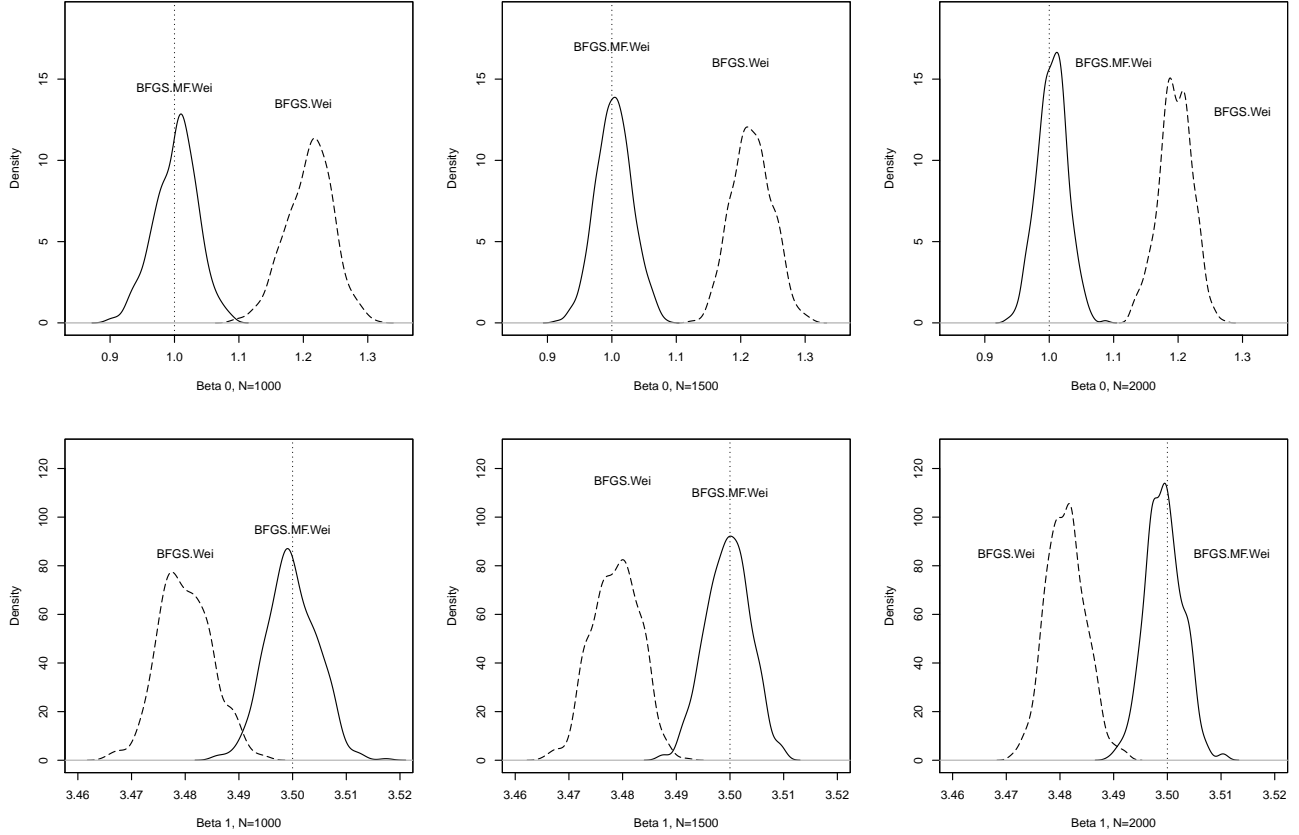 15
10
5
0
Density
BFGS.MF.Wei
BFGS.Wei
0.9 1.0 1.1 1.2 1.3
Beta 0, N=1000
15
10
5
0
Density
BFGS.MF.Wei
BFGS.Wei
0.9 1.0 1.1 1.2 1.3
Beta 0, N=1500
15
10
5
0
Density
BFGS.MF.Wei
BFGS.Wei
0.9 1.0 1.1 1.2 1.3
Beta 0, N=2000
120
100
80
60
40
20
0
Density
BFGS.MF.Wei
BFGS.Wei
3.46 3.47 3.48 3.49 3.50 3.51 3.52
Beta 1, N=1000
120
100
80
60
40
20
0
Density
BFGS.Wei
BFGS.MF.Wei
3.46 3.47 3.48 3.49 3.50 3.51 3.52
Beta 1, N=1500
120
100
80
60
40
20
0
Density
BFGS.Wei
BFGS.MF.Wei
3.46 3.47 3.48 3.49 3.50 3.51 3.52
Beta 1, N=2000